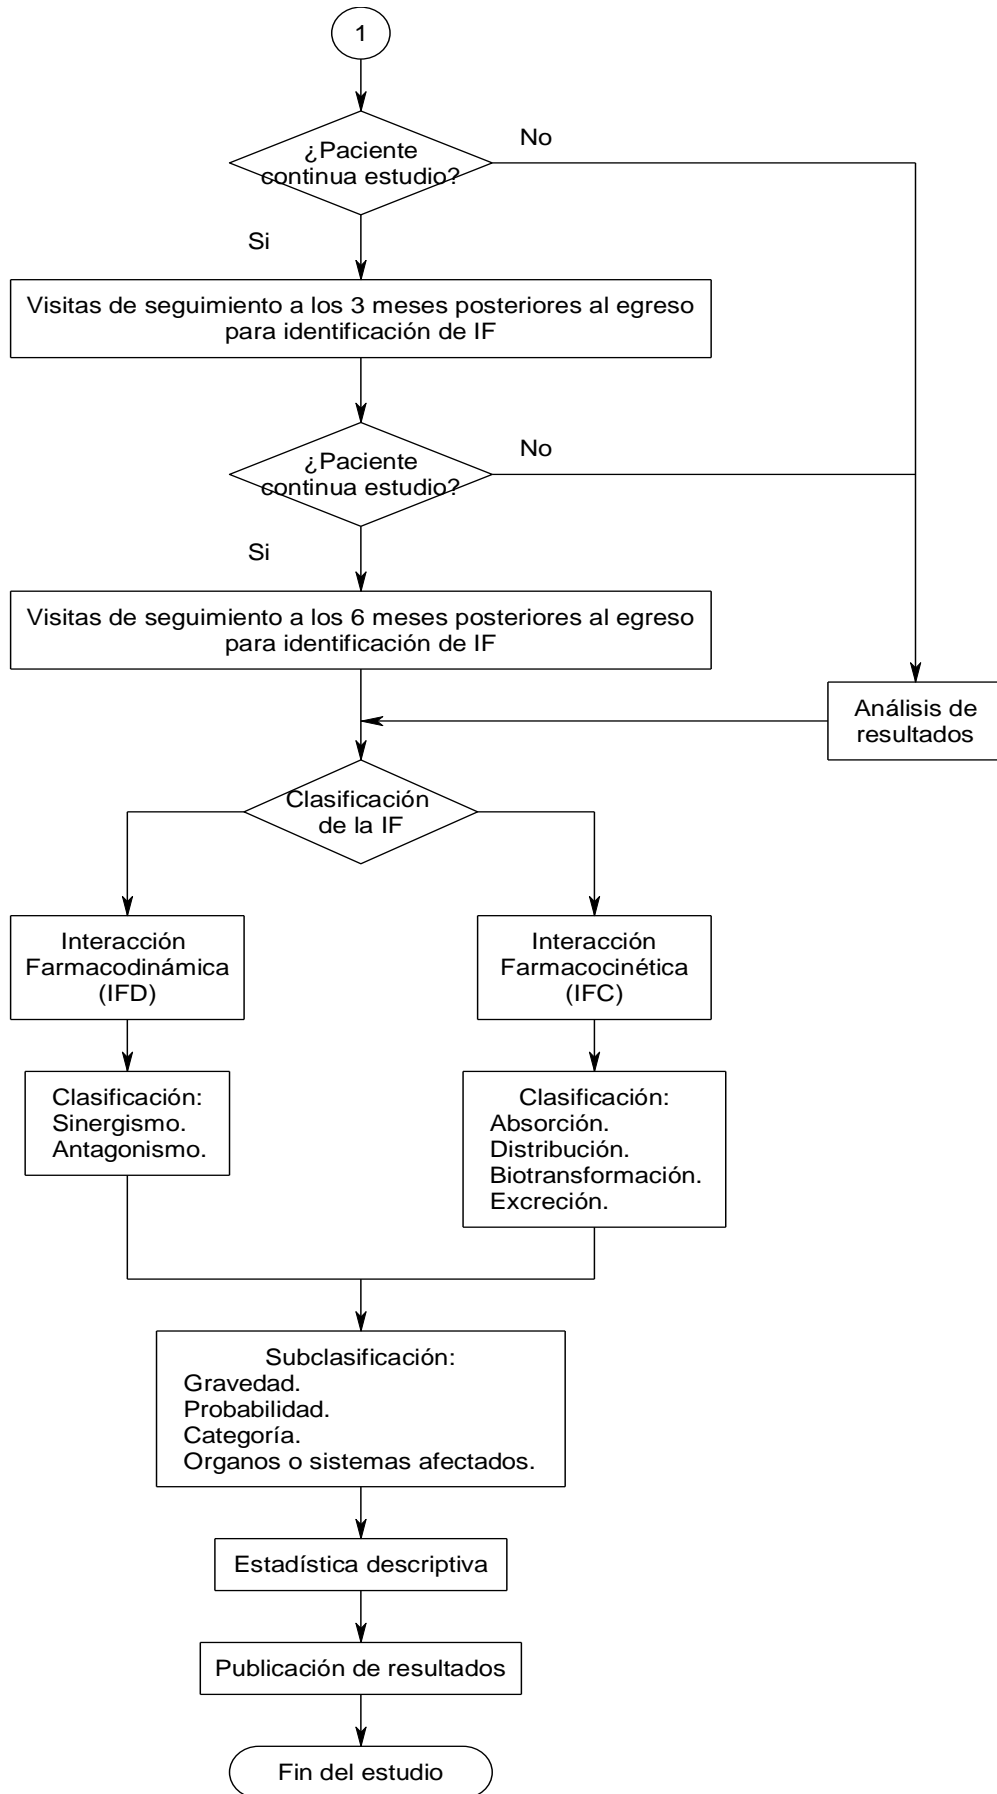 1
¿Paciente
continua estudio?
No
Si
Visitas de seguimiento a los 3 meses posteriores al egreso
para identificación de IF
¿Paciente
continua estudio?
No
Si
Visitas de seguimiento a los 6 meses posteriores al egreso
para identificación de IF
Análisis de
resultados
Clasificación
de la IF
Interacción
Farmacodinámica
(IFD)
Interacción
Farmacocinética
(IFC)
Clasificación:
Sinergismo.
Antagonismo.
Clasificación:
Absorción.
Distribución.
Biotransformación.
Excreción.
Subclasificación:
Gravedad.
Probabilidad.
Categoría.
Organos o sistemas afectados.
Estadística descriptiva
Publicación de resultados
Fin del estudio